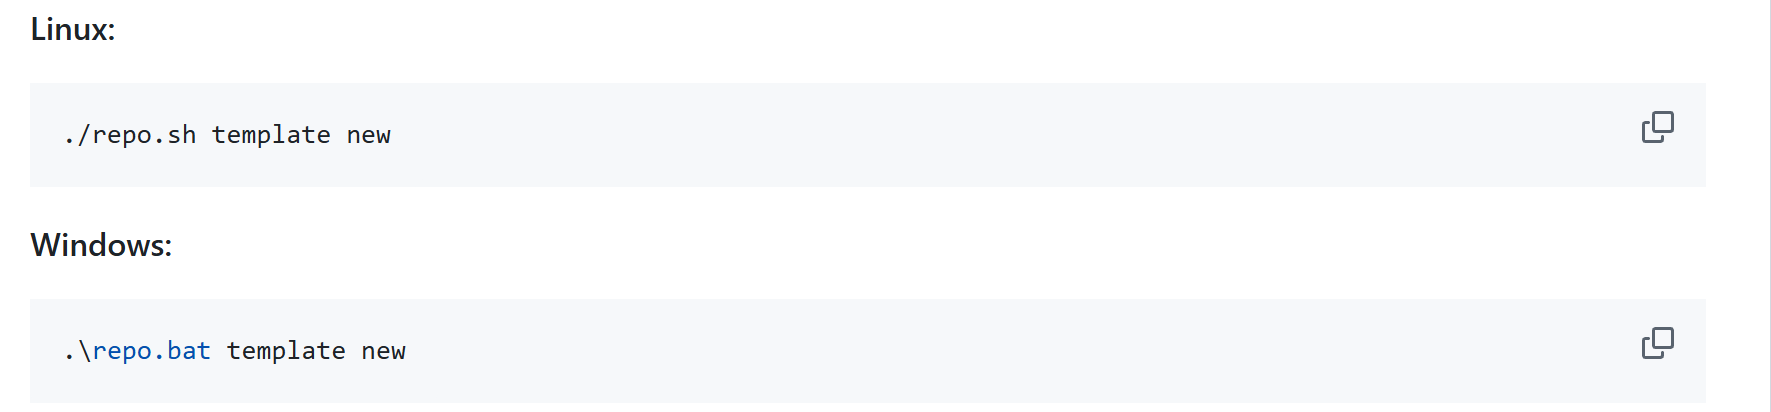 Linux:
./repo.sh template new
Windows:
.\repo.bat template new